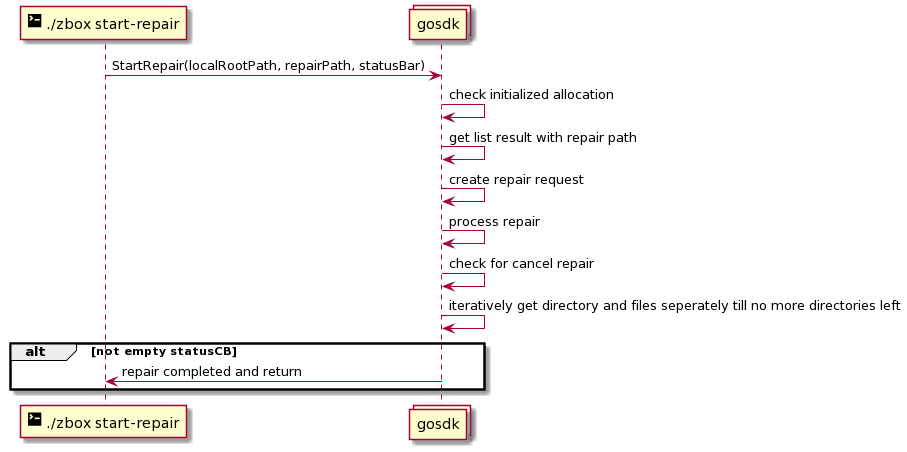 ./zbox start-repair
gosdk
StartRepair(localRootPath, repairPath, statusBar)
check initialized allocation
get list result with repair path
create repair request
process repair
check for cancel repair
iteratively get directory and files seperately till no more directories left
alt [not empty statusCB]
repair completed and return
./zbox start-repair
gosdk